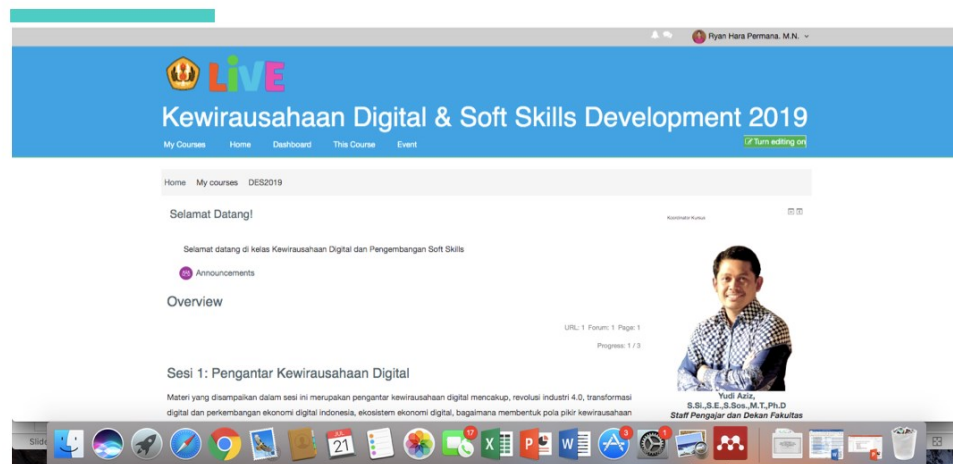 Ryan Hara Permana. M.N.
LiVE
Kewirausahaan Digital & Soft Skills Development 2019
My Courses Home Dashboard This Course Event
Turn editing on
Home My courses DES2019
Selamat Datang!
Koordinator Kursus
Selamat datang di kelas Kewirausahaan Digital dan Pengembangan Soft Skills
Announcements
Overview
URL: 1 Forum: 1 Page: 1
Progress: 1 / 3
Sesi 1: Pengantar Kewirausahaan Digital
Materi yang disampaikan dalam sesi ini merupakan pengantar kewirausahaan digital mencakup, revolusi industri 4.0, transformasi
digital dan perkembangan ekonomi digital indonesia, ekosistem ekonomi digital, bagaimana membentuk pola pikir kewirausahaan
Yudi Aziz,
S.Si.,S.E.,S.Sos.,M.T.,Ph.D
Staff Pengajar dan Dekan Fakultas
Slide
JUL
21
17
3
1